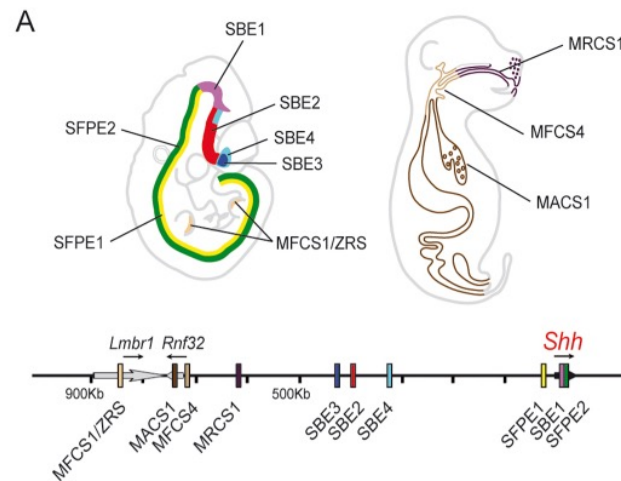 A
SBE1
SBE2
SBE4
SBE3
SFPE2
SFPE1
MFCS1/ZRS
MRCS1
MFCS4
MACS1
Lmbr1 Rnf32
Shh
900Kb
500Kb
MFCS1/ZRS
MACS1
MFCS4
MRCS1
SBE3
SBE2
SBE4
SFPE1
SBE1
SFPE2